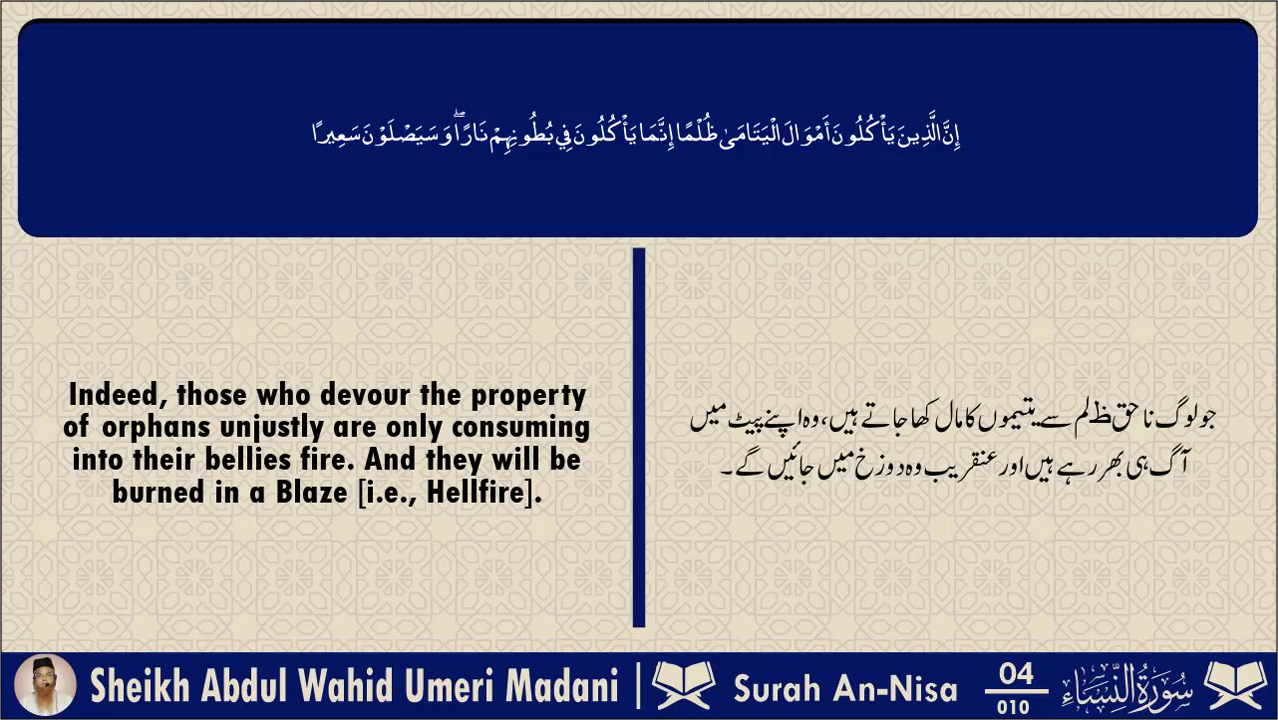 إِنَّ الَّذِينَ يَأْكُلُونَ أَمْوَالَ الْيَتَامَىٰ ظُلْمًا إِنَّمَا يَأْكُلُونَ فِي بُطُونِهِمْ نَارًا ۖ وَسَيَصْلَوْنَ سَعِيرًا
Indeed, those who devour the property
of orphans unjustly are only consuming
into their bellies fire. And they will be
burned in a Blaze [i.e., Hellfire].
جو لوگ ناحق ظلم سے یتیموں کا مال کھا جاتے ہیں، وہ اپنے پیٹ میں
آگ ہی بھر رہے ہیں اور عنقریب وہ دوزخ میں جائیں گے۔
Sheikh Abdul Wahid Umeri Madani | Surah An-Nisa 04 سُورَةُ النِّسَاءِ
010